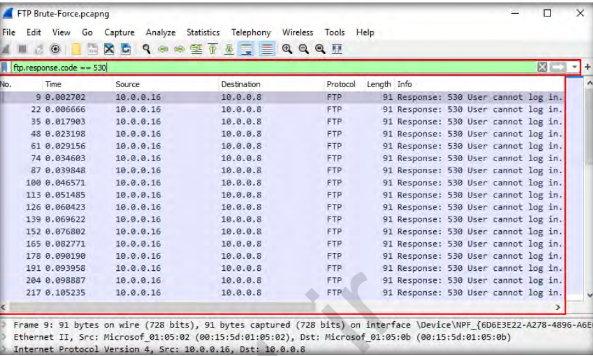 FTP Brute-Force.pcapng
File Edit View Go Capture Analyze Statistics Telephony Wireless Tools Help
ftp.response.code == 530
No. Time Source Destination Protocol Length Info
9 0.002702 10.0.0.16 10.0.0.8 FTP 91 Response: 530 User cannot log in.
22 0.006666 10.0.0.16 10.0.0.8 FTP 91 Response: 530 User cannot log in.
35 0.017903 10.0.0.16 10.0.0.8 FTP 91 Response: 530 User cannot log in.
48 0.023198 10.0.0.16 10.0.0.8 FTP 91 Response: 530 User cannot log in.
61 0.029156 10.0.0.16 10.0.0.8 FTP 91 Response: 530 User cannot log in.
74 0.034603 10.0.0.16 10.0.0.8 FTP 91 Response: 530 User cannot log in.
87 0.039848 10.0.0.16 10.0.0.8 FTP 91 Response: 530 User cannot log in.
100 0.046571 10.0.0.16 10.0.0.8 FTP 91 Response: 530 User cannot log in.
113 0.051485 10.0.0.16 10.0.0.8 FTP 91 Response: 530 User cannot log in.
126 0.060423 10.0.0.16 10.0.0.8 FTP 91 Response: 530 User cannot log in.
139 0.069622 10.0.0.16 10.0.0.8 FTP 91 Response: 530 User cannot log in.
152 0.076802 10.0.0.16 10.0.0.8 FTP 91 Response: 530 User cannot log in.
165 0.082771 10.0.0.16 10.0.0.8 FTP 91 Response: 530 User cannot log in.
178 0.090190 10.0.0.16 10.0.0.8 FTP 91 Response: 530 User cannot log in.
191 0.093958 10.0.0.16 10.0.0.8 FTP 91 Response: 530 User cannot log in.
204 0.098887 10.0.0.16 10.0.0.8 FTP 91 Response: 530 User cannot log in.
217 0.105235 10.0.0.16 10.0.0.8 FTP 91 Response: 530 User cannot log in.
Frame 9: 91 bytes on wire (728 bits), 91 bytes captured (728 bits) on interface \Device\NPF_{6D6E3E22-A278-4896-A6E
Ethernet II, Src: Microsof_01:05:02 (00:15:5d:01:05:02), Dst: Microsof_01:05:0b (00:15:5d:01:05:0b)
Internet Protocol Version 4, Src: 10.0.0.16, Dst: 10.0.0.8